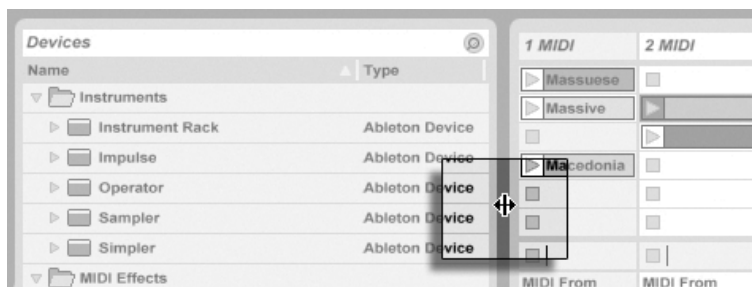 Devices
Name Type
Instruments
Instrument Rack Ableton Device
Impulse Ableton Device
Operator Ableton Device
Sampler Ableton Device
Simpler Ableton Device
MIDI Effects
1 MIDI 2 MIDI
Massuese
Massive
Macedonia
MIDI From MIDI From